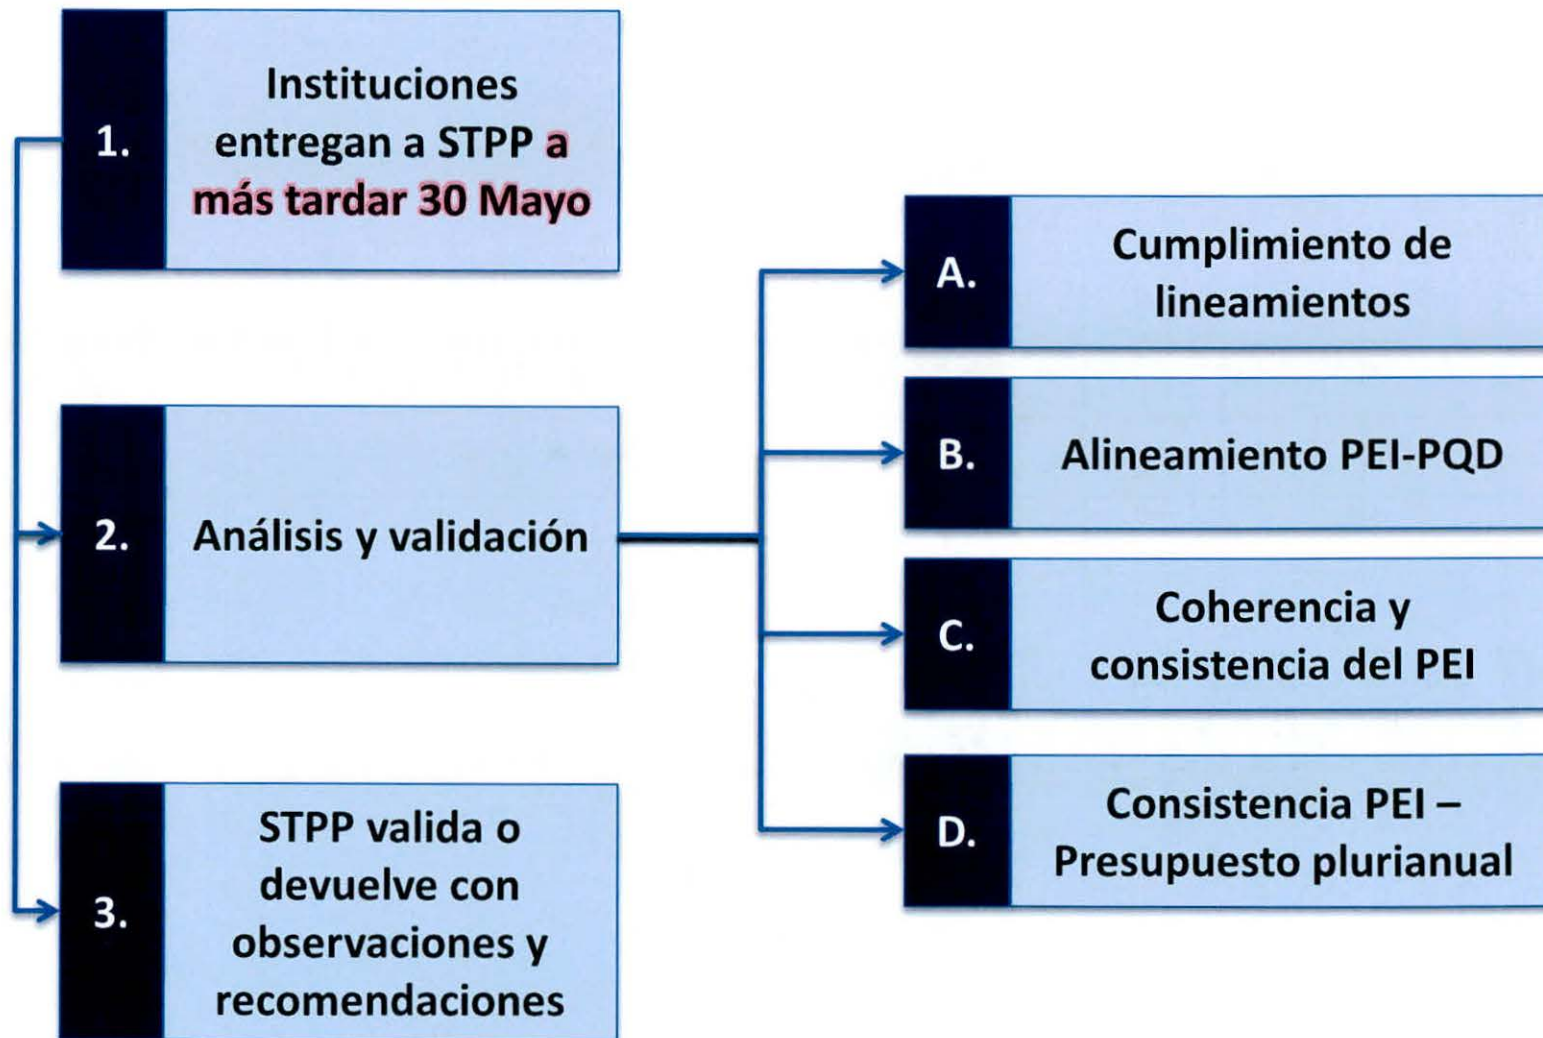 1.
Instituciones
entregan a STPP a
más tardar 30 Mayo
2.
Análisis y validación
A.
Cumplimiento de
lineamientos
B.
Alineamiento PEI-PQD
C.
Coherencia y
consistencia del PEI
D.
Consistencia PEI –
Presupuesto plurianual
3.
STPP valida o
devuelve con
observaciones y
recomendaciones